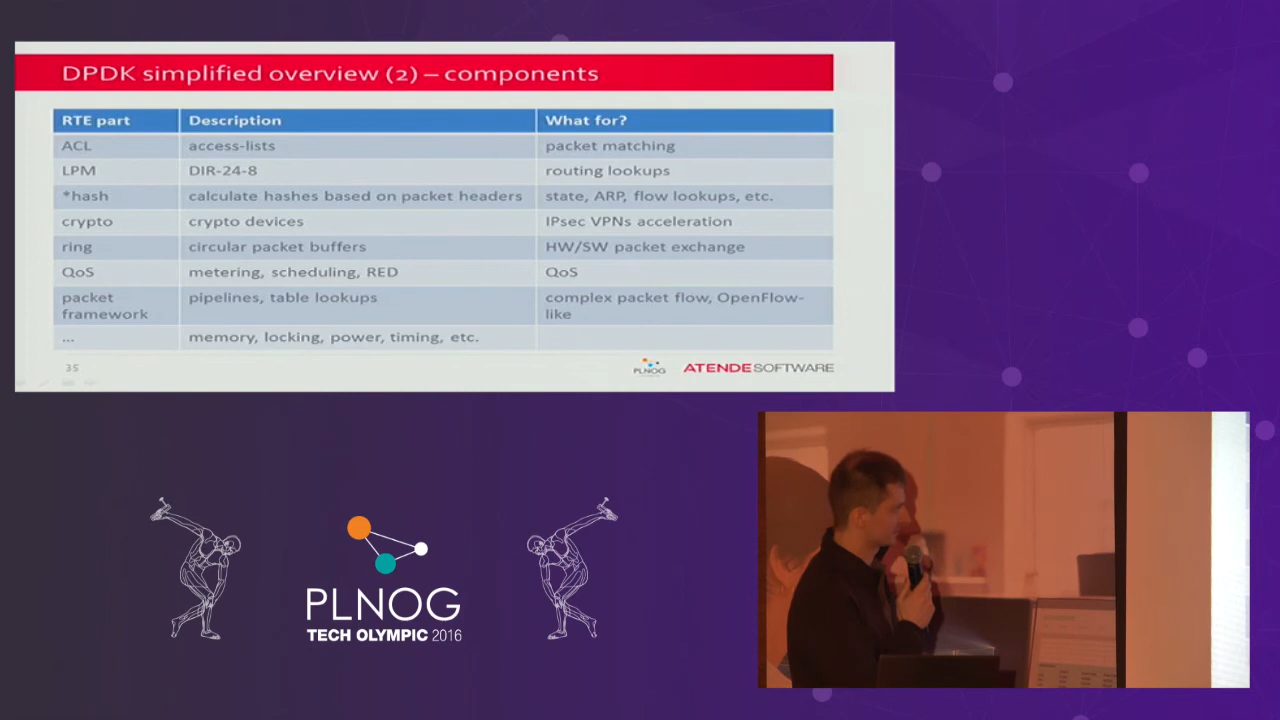 DPDK simplified overview (2) – components
RTE part Description What for?
ACL access-lists packet matching
LPM DIR-24-8 routing lookups
*hash calculate hashes based on packet headers state, ARP, flow lookups, etc.
crypto crypto devices IPsec VPNs acceleration
ring circular packet buffers HW/SW packet exchange
QoS metering, scheduling, RED QoS
packet framework pipelines, table lookups complex packet flow, OpenFlow-
like
... memory, locking, power, timing, etc.
35 PLNOG ATENDE SOFTWARE
PLNOG
TECH OLYMPIC 2016